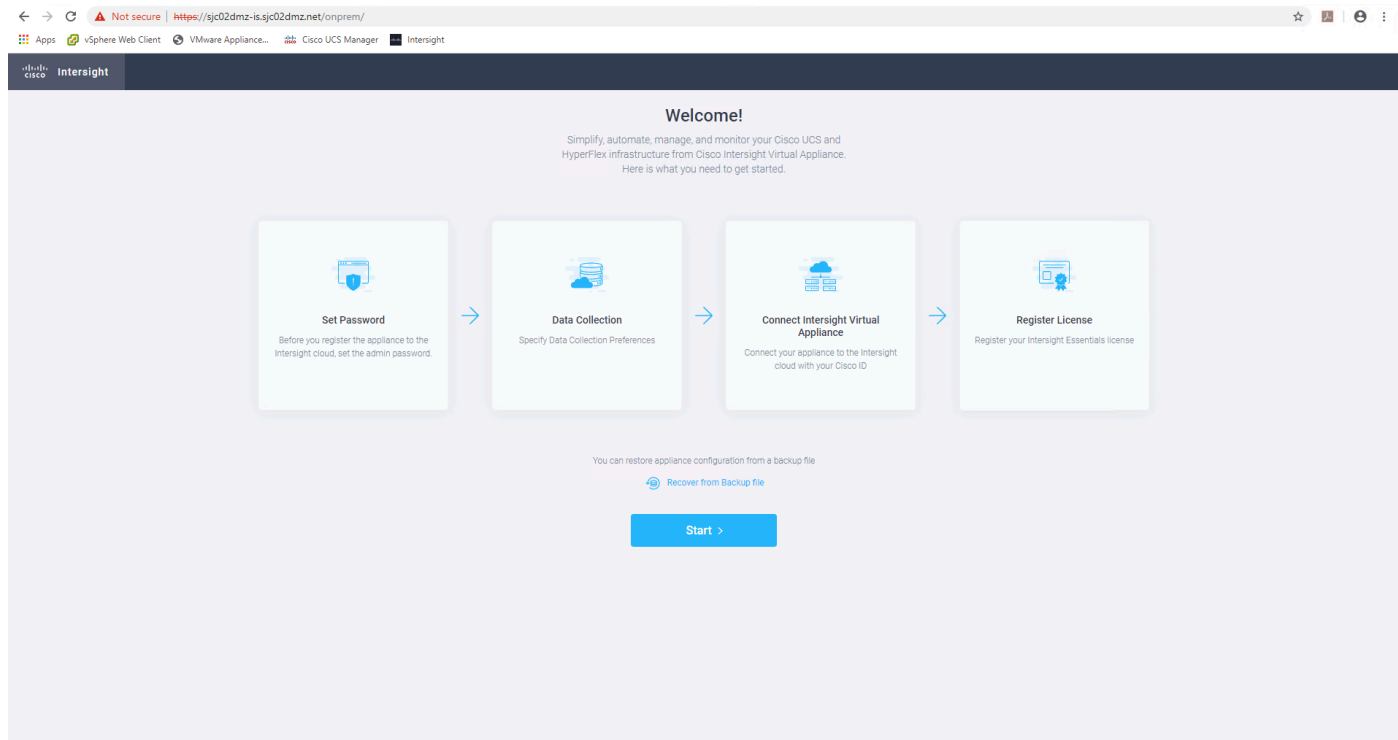 Not secure | https://sjc02dmz-is.sjc02dmz.net/onprem/
Apps vSphere Web Client VMware Appliance... Cisco UCS Manager Intersight
cisco Intersight
Welcome!
Simplify, automate, manage, and monitor your Cisco UCS and
HyperFlex infrastructure from Cisco Intersight Virtual Appliance.
Here is what you need to get started.
Set Password
Before you register the appliance to the
Intersight cloud, set the admin password.
Data Collection
Specify Data Collection Preferences
Connect Intersight Virtual
Appliance
Connect your appliance to the Intersight
cloud with your Cisco ID
Register License
Register your Intersight Essentials license
You can restore appliance configuration from a backup file
Recover from Backup file
Start >